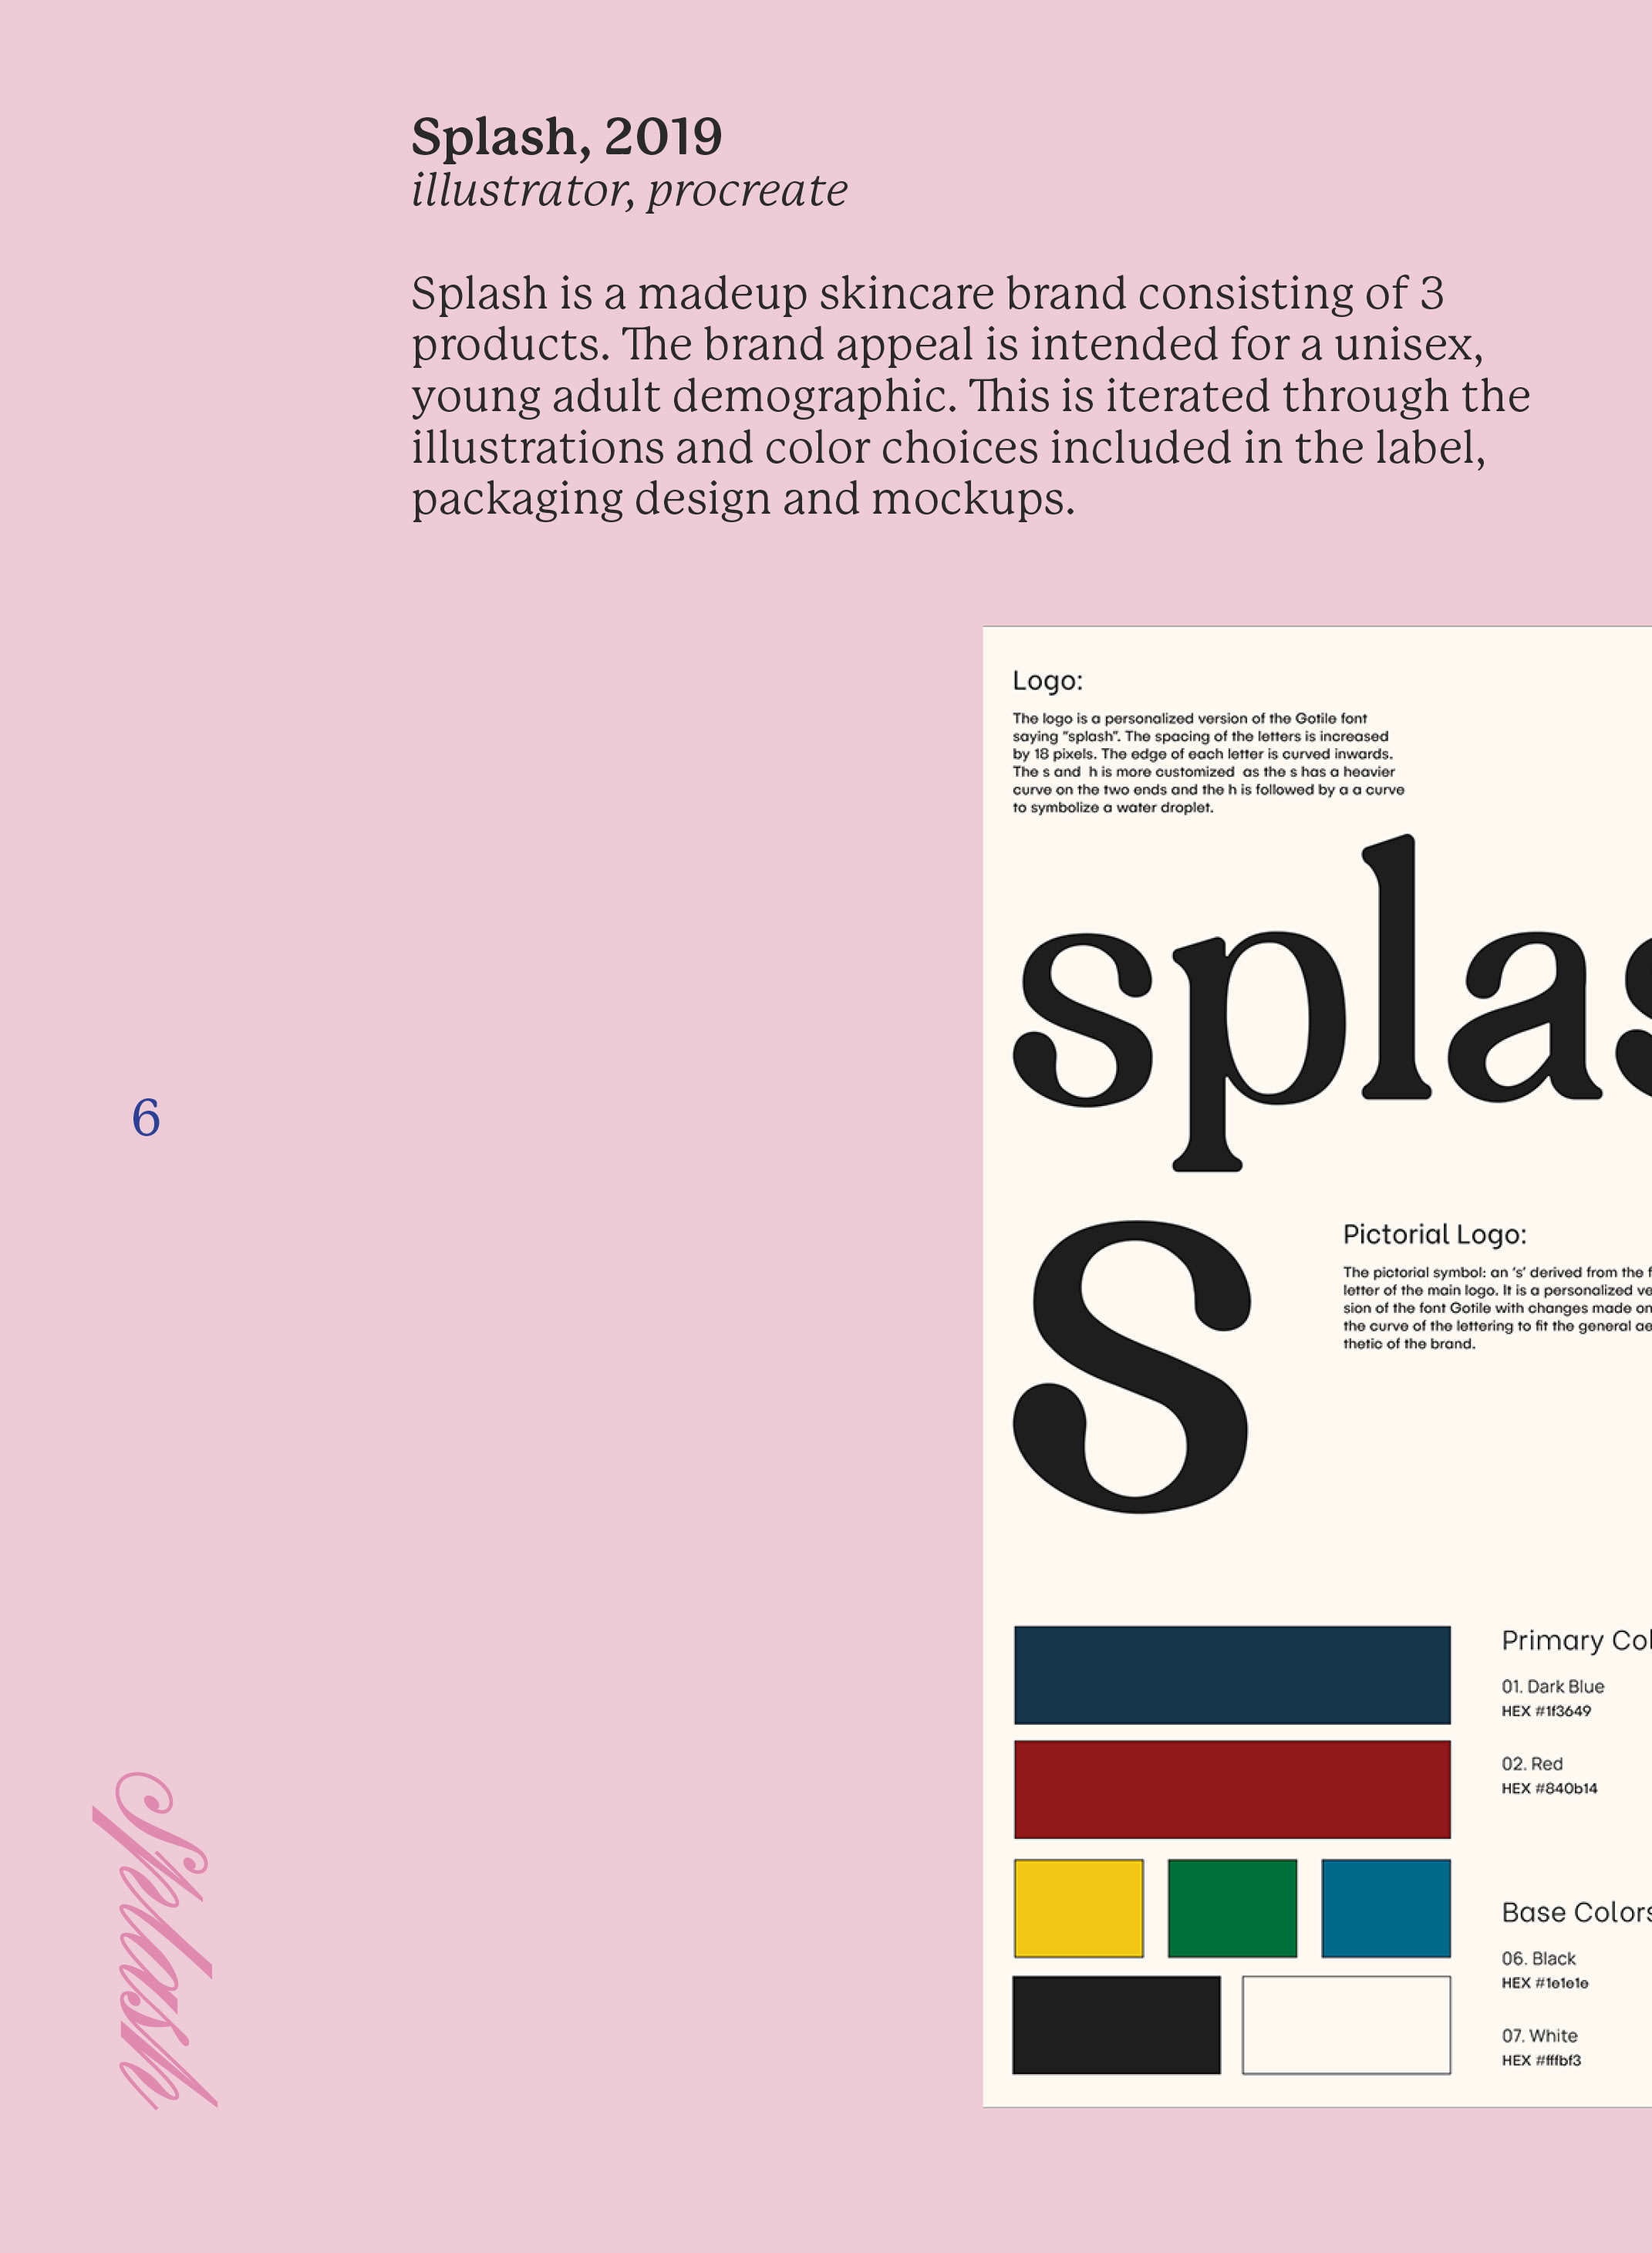 Splash, 2019
illustrator, procreate
Splash is a madeup skincare brand consisting of 3
products. The brand appeal is intended for a unisex,
young adult demographic. This is iterated through the
illustrations and color choices included in the label,
packaging design and mockups.
Logo:
The logo is a personalized version of the Gotile font
saying “splash”. The spacing of the letters is increased
by 18 pixels. The edge of each letter is curved inwards.
The s and  h is more customized  as the s has a heavier
curve on the two ends and the h is followed by a a curve
to symbolize a water droplet.
splas
6
s
Pictorial Logo:
The pictorial symbol: an ‘s’ derived from the f
letter of the main logo. It is a personalized ve
sion of the font Gotile with changes made on
the curve of the lettering to fit the general ae
thetic of the brand.
Primary Col
01. Dark Blue
HEX #1f3649
02. Red
HEX #840b14
Base Colors
06. Black
HEX #1e1e1e
07. White
HEX #fffbf3
Splash